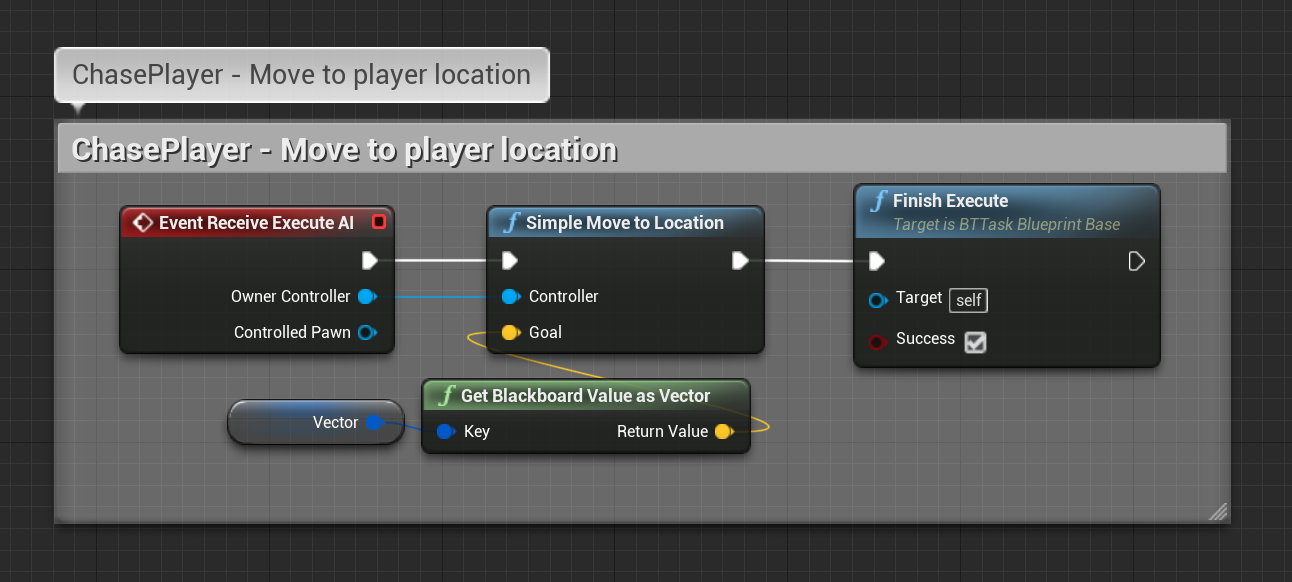 ChasePlayer - Move to player location
ChasePlayer - Move to player location
Event Receive Execute AI
Owner Controller
Controlled Pawn
Simple Move to Location
Controller
Goal
Finish Execute
Target is BTTask Blueprint Base
Target self
Success
Vector
Get Blackboard Value as Vector
Key Return Value